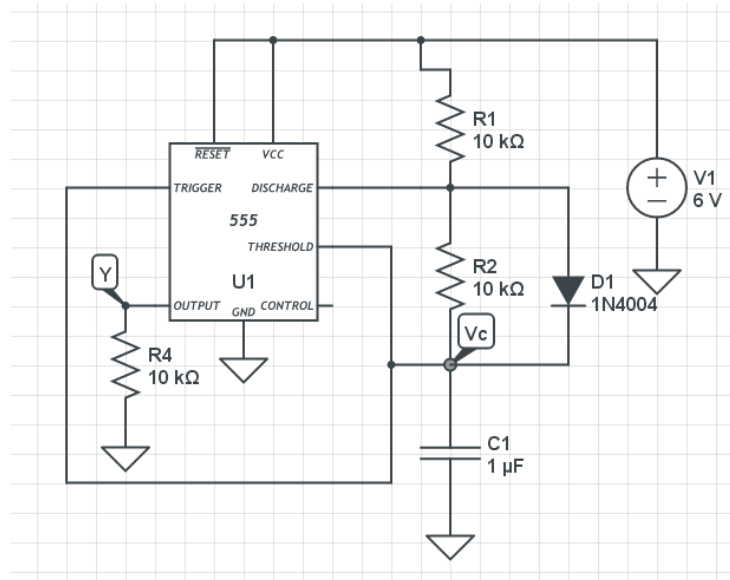 R1
10 kΩ
RESET
VCC
TRIGGER
DISCHARGE
V1
6 V
555
THRESHOLD
R2
10 kΩ
Y
U1
D1
1N4004
OUTPUT
GND
CONTROL
Vc
R4
10 kΩ
C1
1 µF